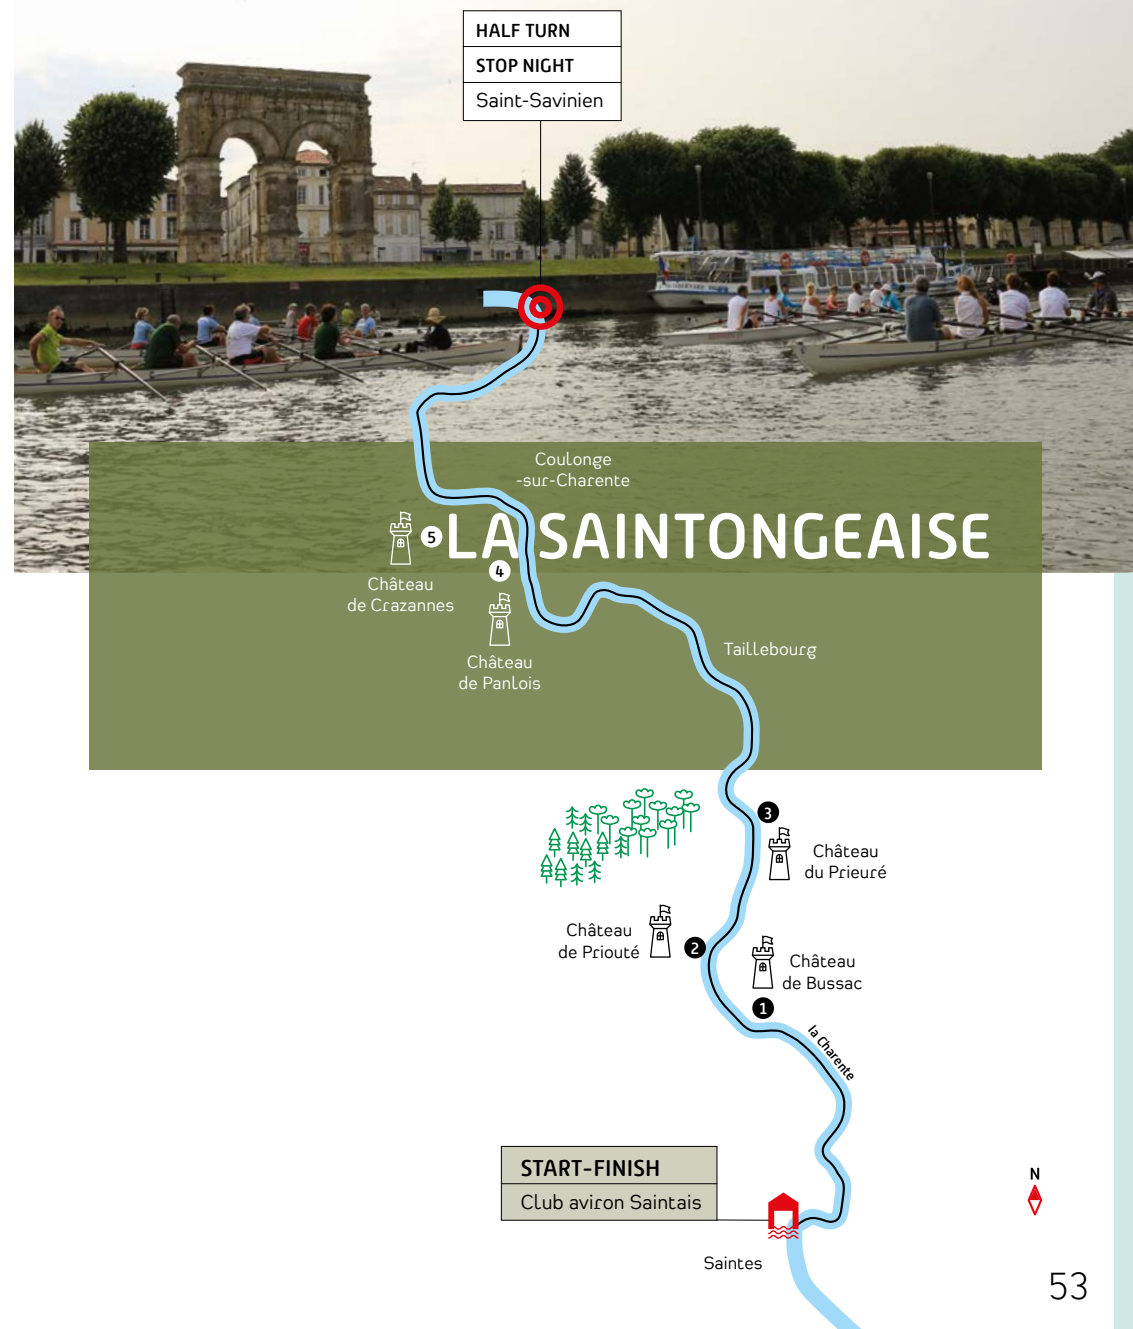 HALF TURN
STOP NIGHT
Saint-Savinien
Coulonge
-sur-Charente
LA SAINTONGEAISE
5
Château
de Crazannes
4
Château
de Panlois
Taillebourg
3
Château
du Prieuré
Château
de Priouté
2
Château
de Bussac
1
la Charente
START-FINISH
Club aviron Saintais
Saintes
N
53